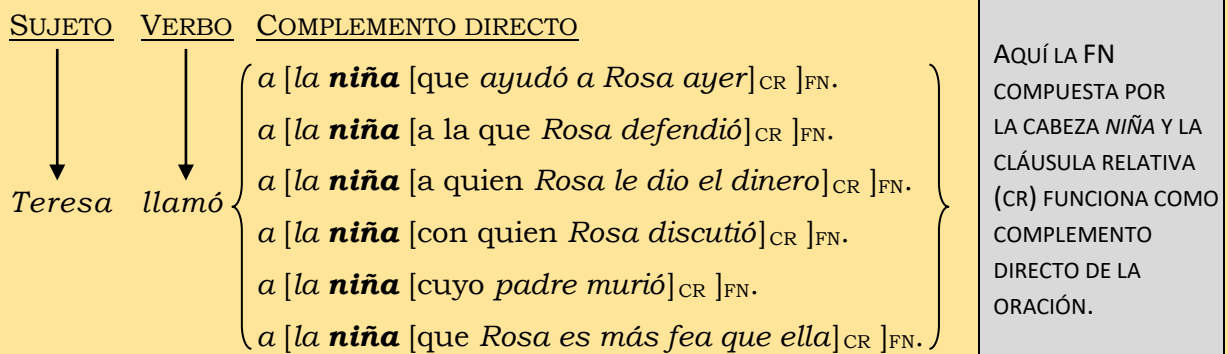 SUJETO VERBO COMPLEMENTO DIRECTO
a [la niña [que ayudó a Rosa ayer]CR ]FN.
a [la niña [a la que Rosa defendió]CR ]FN.
a [la niña [a quien Rosa le dio el dinero]CR ]FN.
Teresa llamó
a [la niña [con quien Rosa discutió]CR ]FN.
a [la niña [cuyo padre murió]CR ]FN.
a [la niña [que Rosa es más fea que ella]CR ]FN.
AQUÍ LA FN
COMPUESTA POR
LA CABEZA NIÑA Y LA
CLÁUSULA RELATIVA
(CR) FUNCIONA COMO
COMPLEMENTO
DIRECTO DE LA
ORACIÓN.